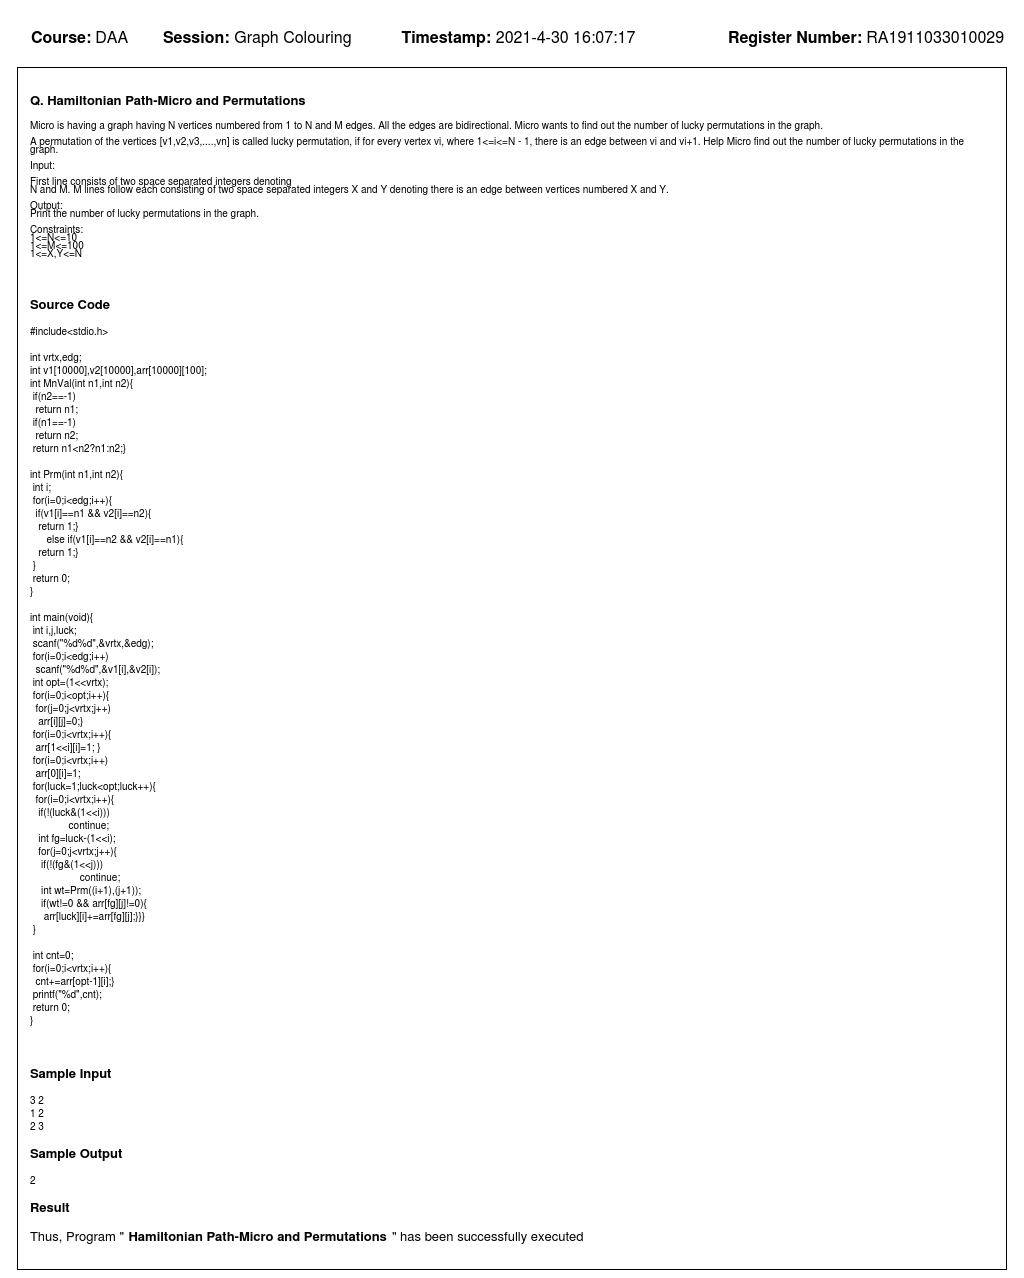 Course: DAA Session: Graph Colouring Timestamp: 2021-4-30 16:07:17 Register Number: RA1911033010029
Q. Hamiltonian Path-Micro and Permutations
Micro is having a graph having N vertices numbered from 1 to N and M edges. All the edges are bidirectional. Micro wants to find out the number of lucky permutations in the graph.
A permutation of the vertices [v1,v2,v3,....,vn] is called lucky permutation, if for every vertex vi, where 1<=i<=N - 1, there is an edge between vi and vi+1. Help Micro find out the number of lucky permutations in the
graph.
Input:
First line consists of two space separated integers denoting
N and M. M lines follow each consisting of two space separated integers X and Y denoting there is an edge between vertices numbered X and Y.
Output:
Print the number of lucky permutations in the graph.
Constraints:
1<=N<=10
1<=M<=100
1<=X,Y<=N
Source Code
#include<stdio.h>
int vrtx,edg;
int v1[10000],v2[10000],arr[10000][100];
int MnVal(int n1,int n2){
if(n2==-1)
return n1;
if(n1==-1)
return n2;
return n1<n2?n1:n2;}
int Prm(int n1,int n2){
int i;
for(i=0;i<edg;i++){
if(v1[i]==n1 && v2[i]==n2){
return 1;}
else if(v1[i]==n2 && v2[i]==n1){
return 1;}
}
return 0;
}
int main(void){
int i,j,luck;
scanf("%d%d",&vrtx,&edg);
for(i=0;i<edg;i++)
scanf("%d%d",&v1[i],&v2[i]);
int opt=(1<<vrtx);
for(i=0;i<opt;i++){
for(j=0;j<vrtx;j++)
arr[i][j]=0;}
for(i=0;i<vrtx;i++){
arr[1<<i][i]=1; }
for(i=0;i<vrtx;i++)
arr[0][i]=1;
for(luck=1;luck<opt;luck++){
for(i=0;i<vrtx;i++){
if(!(luck&(1<<i)))
continue;
int fg=luck-(1<<i);
for(j=0;j<vrtx;j++){
if(!(fg&(1<<j)))
continue;
int wt=Prm((i+1),(j+1));
if(wt!=0 && arr[fg][j]!=0){
arr[luck][i]+=arr[fg][j];}}}
}
int cnt=0;
for(i=0;i<vrtx;i++){
cnt+=arr[opt-1][i];}
printf("%d",cnt);
return 0;
}
Sample Input
3 2
1 2
2 3
Sample Output
2
Result
Thus, Program " Hamiltonian Path-Micro and Permutations " has been successfully executed